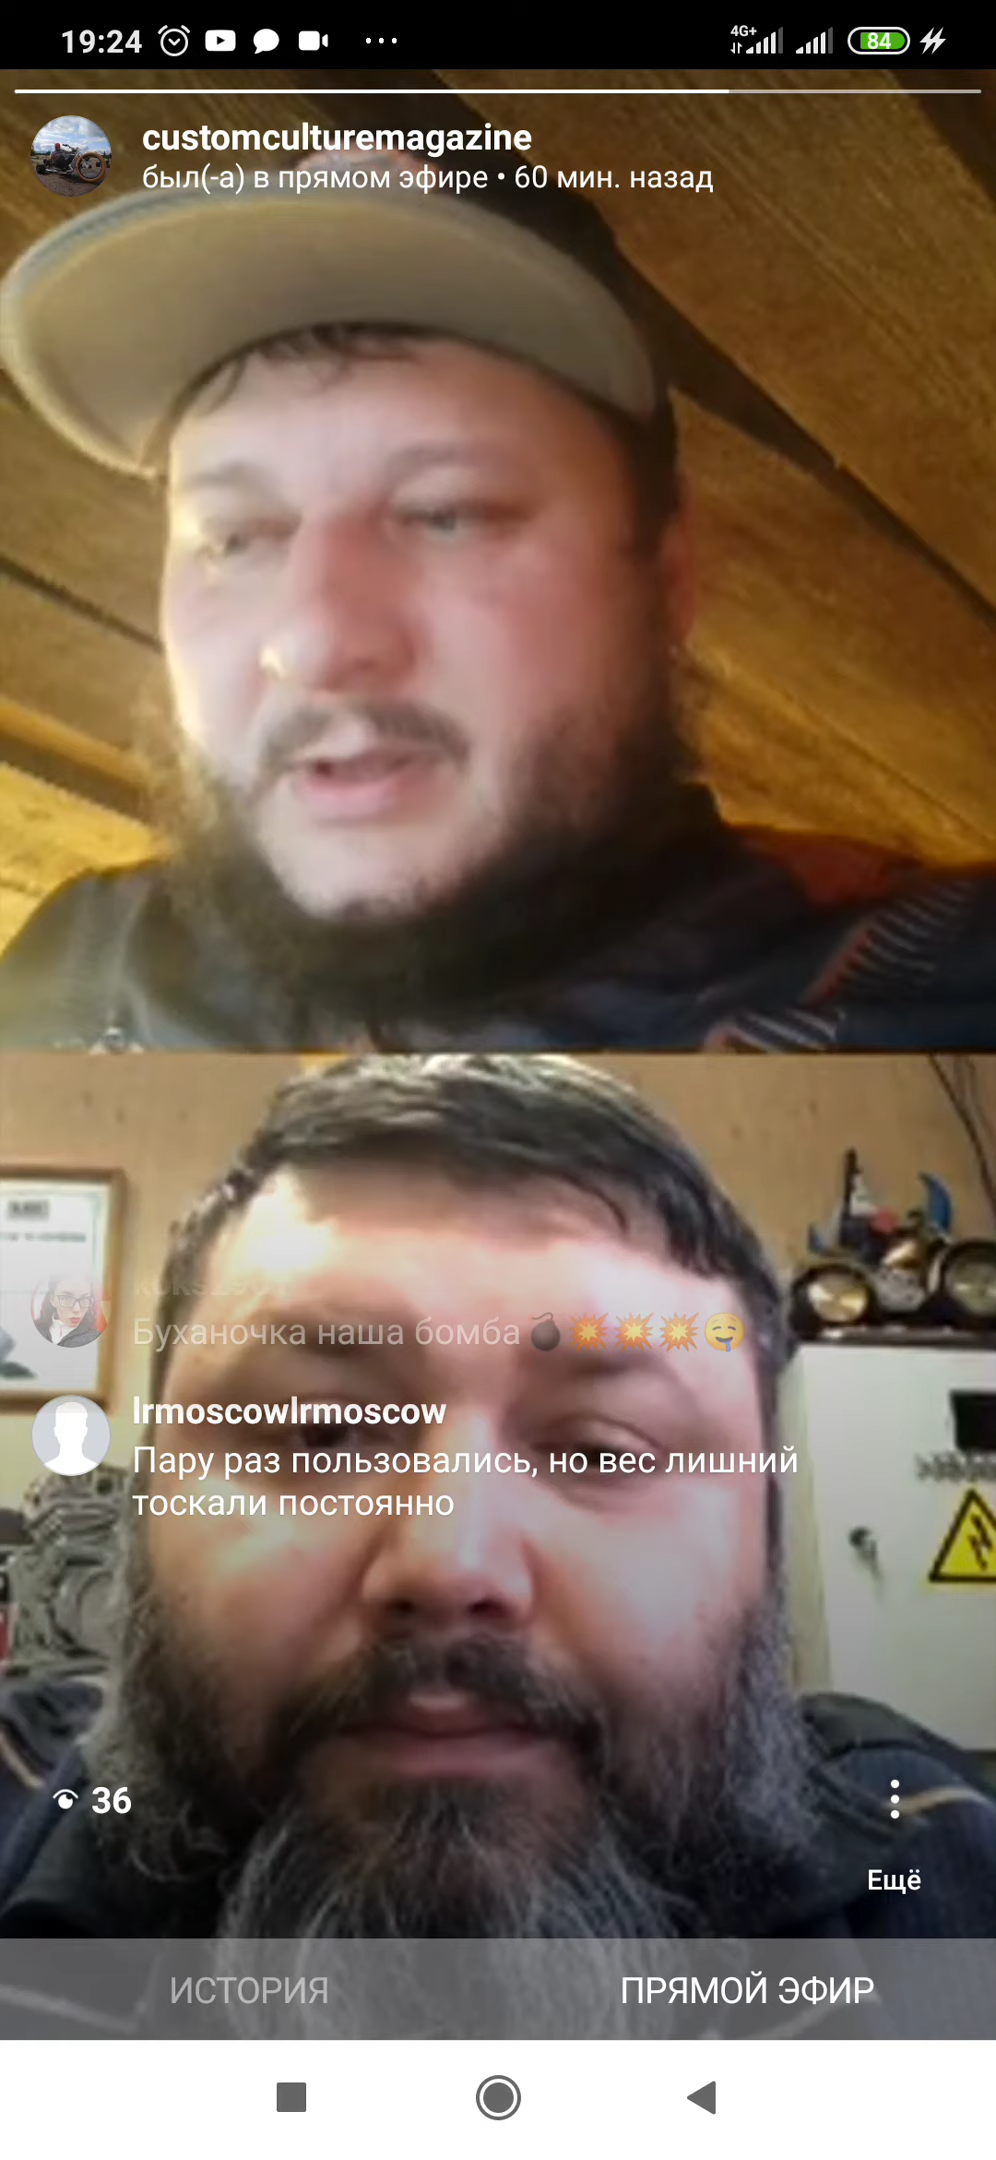 19:24
4G+
84
customculturemagazine
был(-а) в прямом эфире • 60 мин. назад
Буханочка наша бомба 💣💥💥💥🤤
lrmoscowlrmoscow
Пару раз пользовались, но вес лишний
тоскали постоянно
36
Ещё
ИСТОРИЯ
ПРЯМОЙ ЭФИР